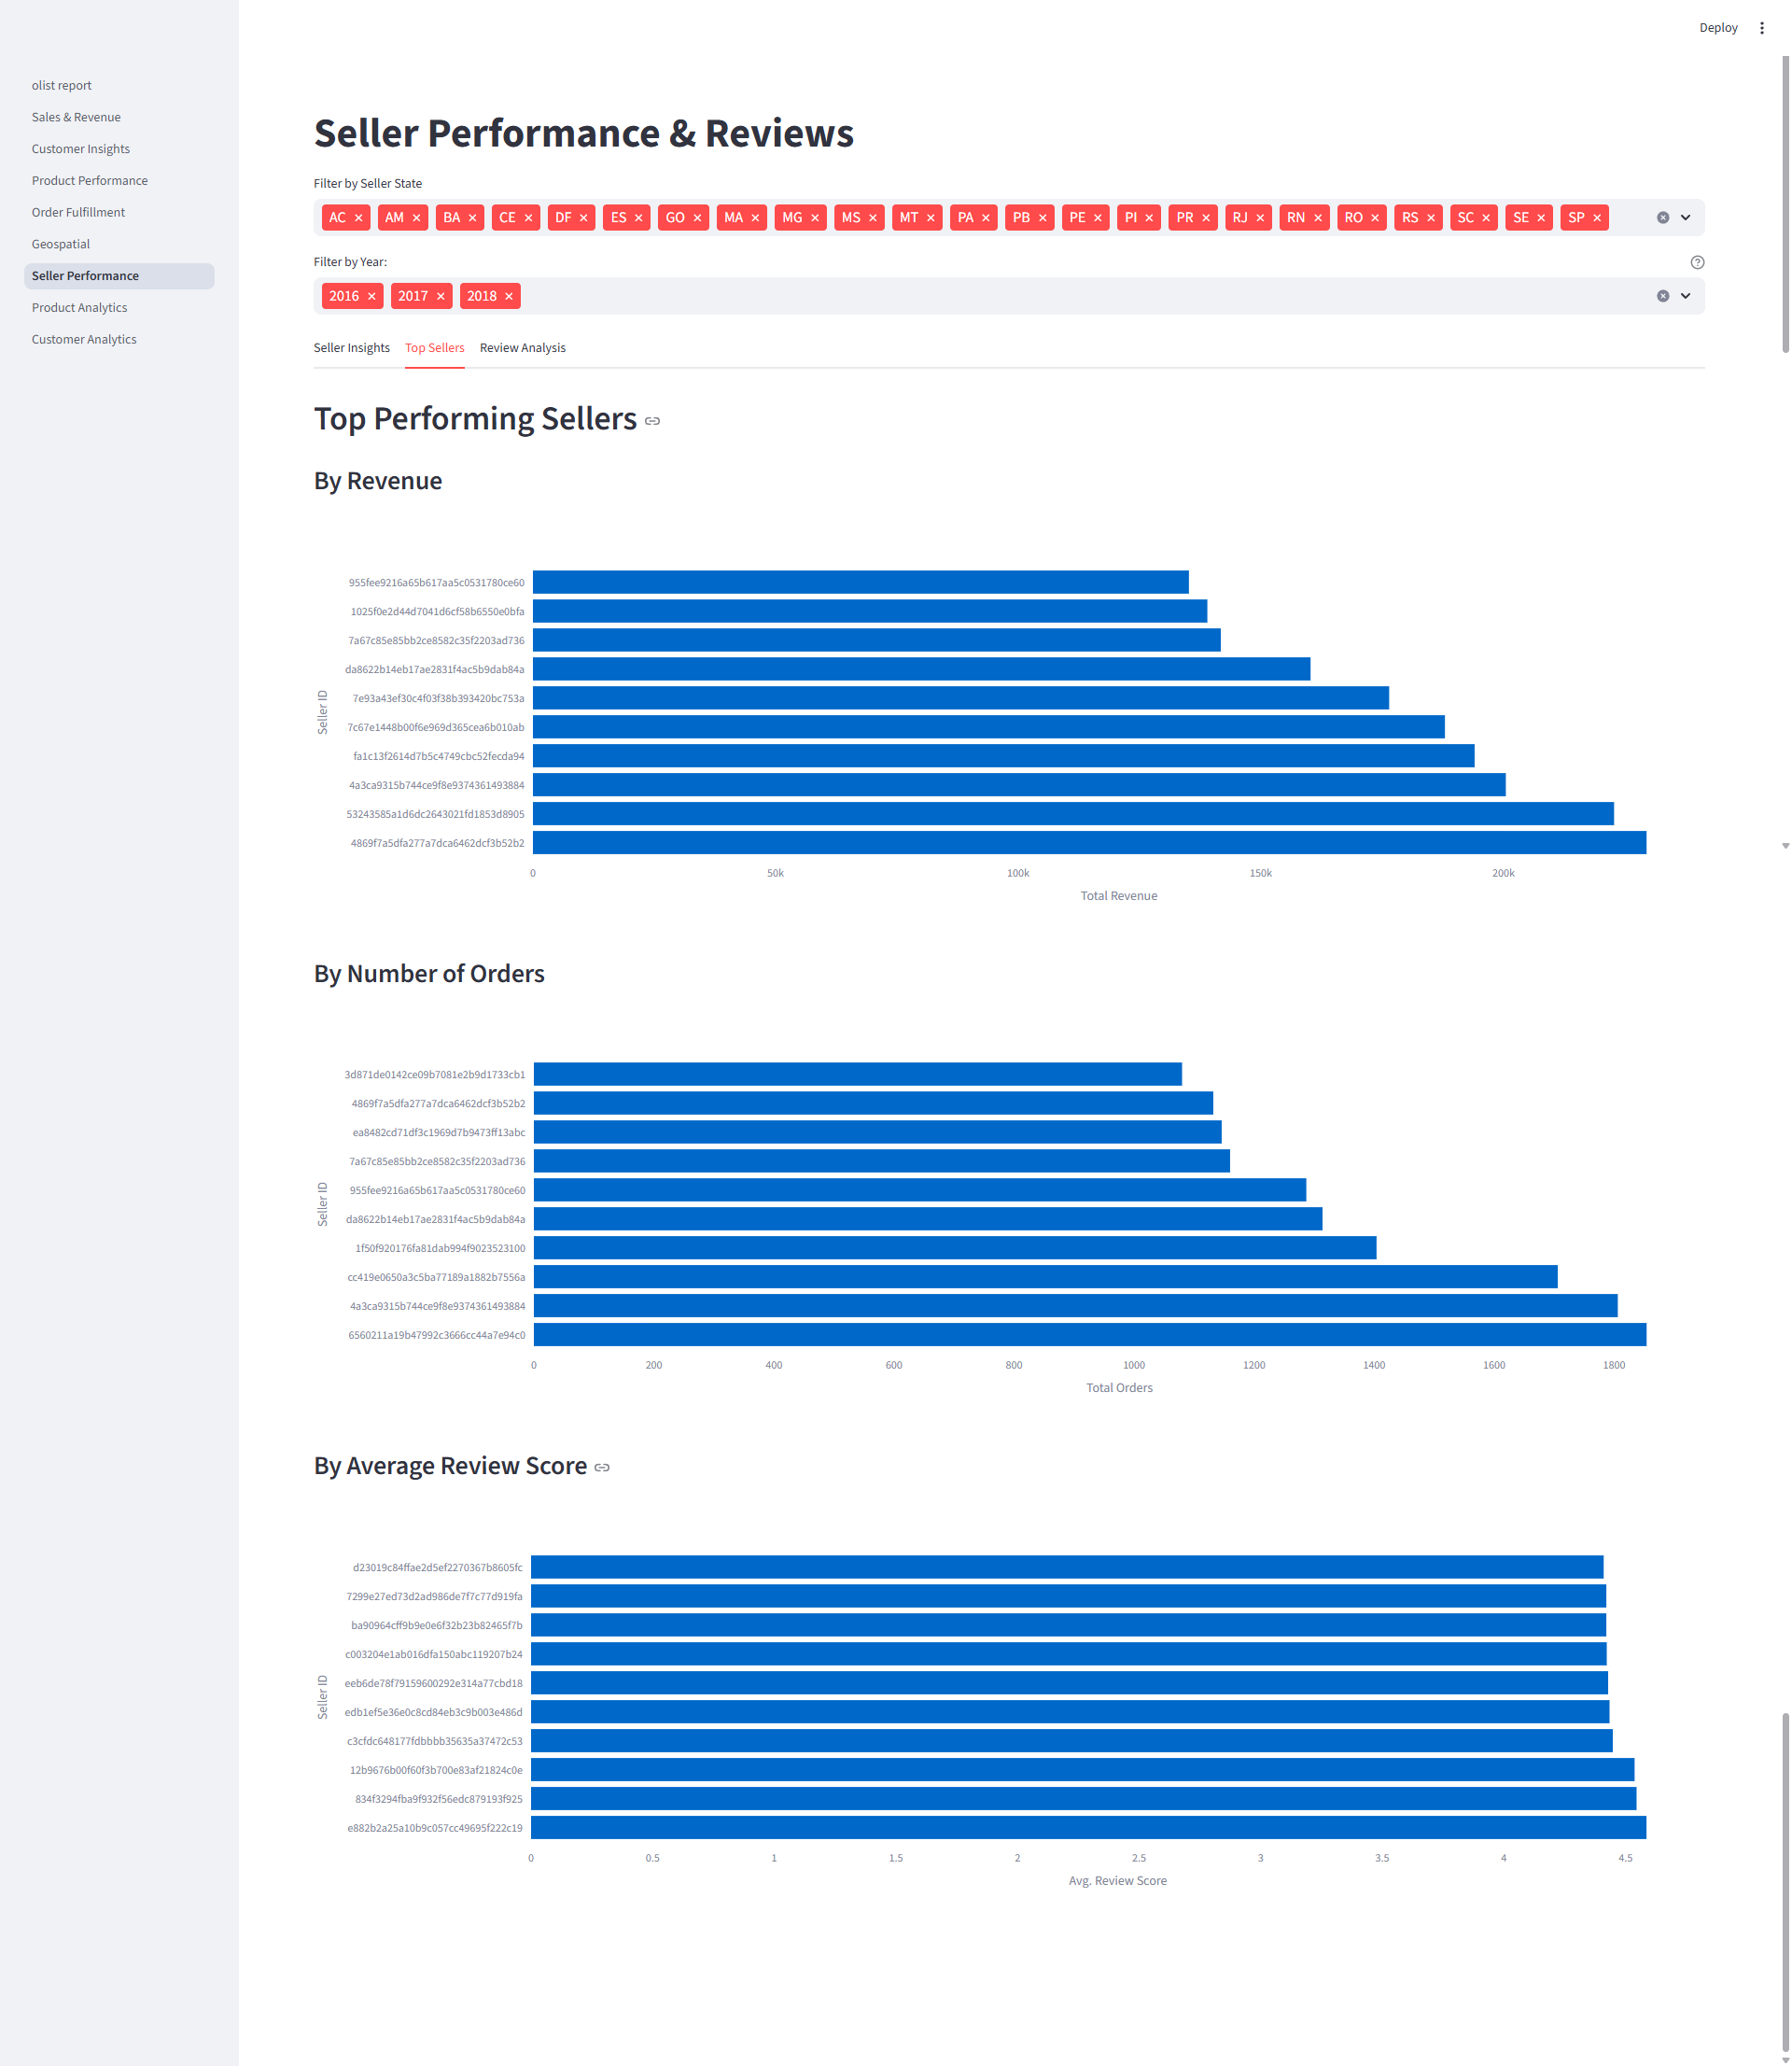 Deploy
olist report
Sales & Revenue
Customer Insights
Product Performance
Order Fulfillment
Geospatial
Seller Performance
Product Analytics
Customer Analytics
Seller Performance & Reviews
Filter by Seller State
AC × AM × BA × CE × DF × ES × GO × MA × MG × MS × MT × PA × PB × PE × PI × PR × RJ × RN × RO × RS × SC × SE × SP ×
Filter by Year:
2016 × 2017 × 2018 ×
Seller Insights Top Sellers Review Analysis
Top Performing Sellers
By Revenue
Seller ID
955fee9216a65b617aa5c0531780ce60
1025f0e2d44d7041d6cf58b6550e0bfa
7a67c85e85bb2ce8582c35f2203ad736
da8622b14eb17ae2831f4ac5b9dab84a
7e93a43ef30c4f03f38b393420bc753a
7c67e1448b00f6e969d365cea6b010ab
fa1c13f2614d7b5c4749cbc52fecda94
4a3ca9315b744ce9f8e9374361493884
53243585a1d6dc2643021fd1853d8905
4869f7a5dfa277a7dca6462dcf3b52b2
0 50k 100k 150k 200k
Total Revenue
By Number of Orders
Seller ID
3d871de0142ce09b7081e2b9d1733cb1
4869f7a5dfa277a7dca6462dcf3b52b2
ea8482cd71df3c1969d7b9473ff13abc
7a67c85e85bb2ce8582c35f2203ad736
955fee9216a65b617aa5c0531780ce60
da8622b14eb17ae2831f4ac5b9dab84a
1f50f920176fa81dab994f9023523100
cc419e0650a3c5ba77189a1882b7556a
4a3ca9315b744ce9f8e9374361493884
6560211a19b47992c3666cc44a7e94c0
0 200 400 600 800 1000 1200 1400 1600 1800
Total Orders
By Average Review Score
Seller ID
d23019c84ffae2d5ef2270367b8605fc
7299e27ed73d2ad986de7f7c77d919fa
ba90964cff9b9e0e6f32b23b82465f7b
c003204e1ab016dfa150abc119207b24
eeb6de78f79159600292e314a77cbd18
edb1ef5e36e0c8cd84eb3c9b003e486d
c3cfdc648177fdbbbb35635a37472c53
12b9676b00f60f3b700e83af21824c0e
834f3294fba9f932f56edc879193f925
e882b2a25a10b9c057cc49695f222c19
0 0.5 1 1.5 2 2.5 3 3.5 4 4.5
Avg. Review Score